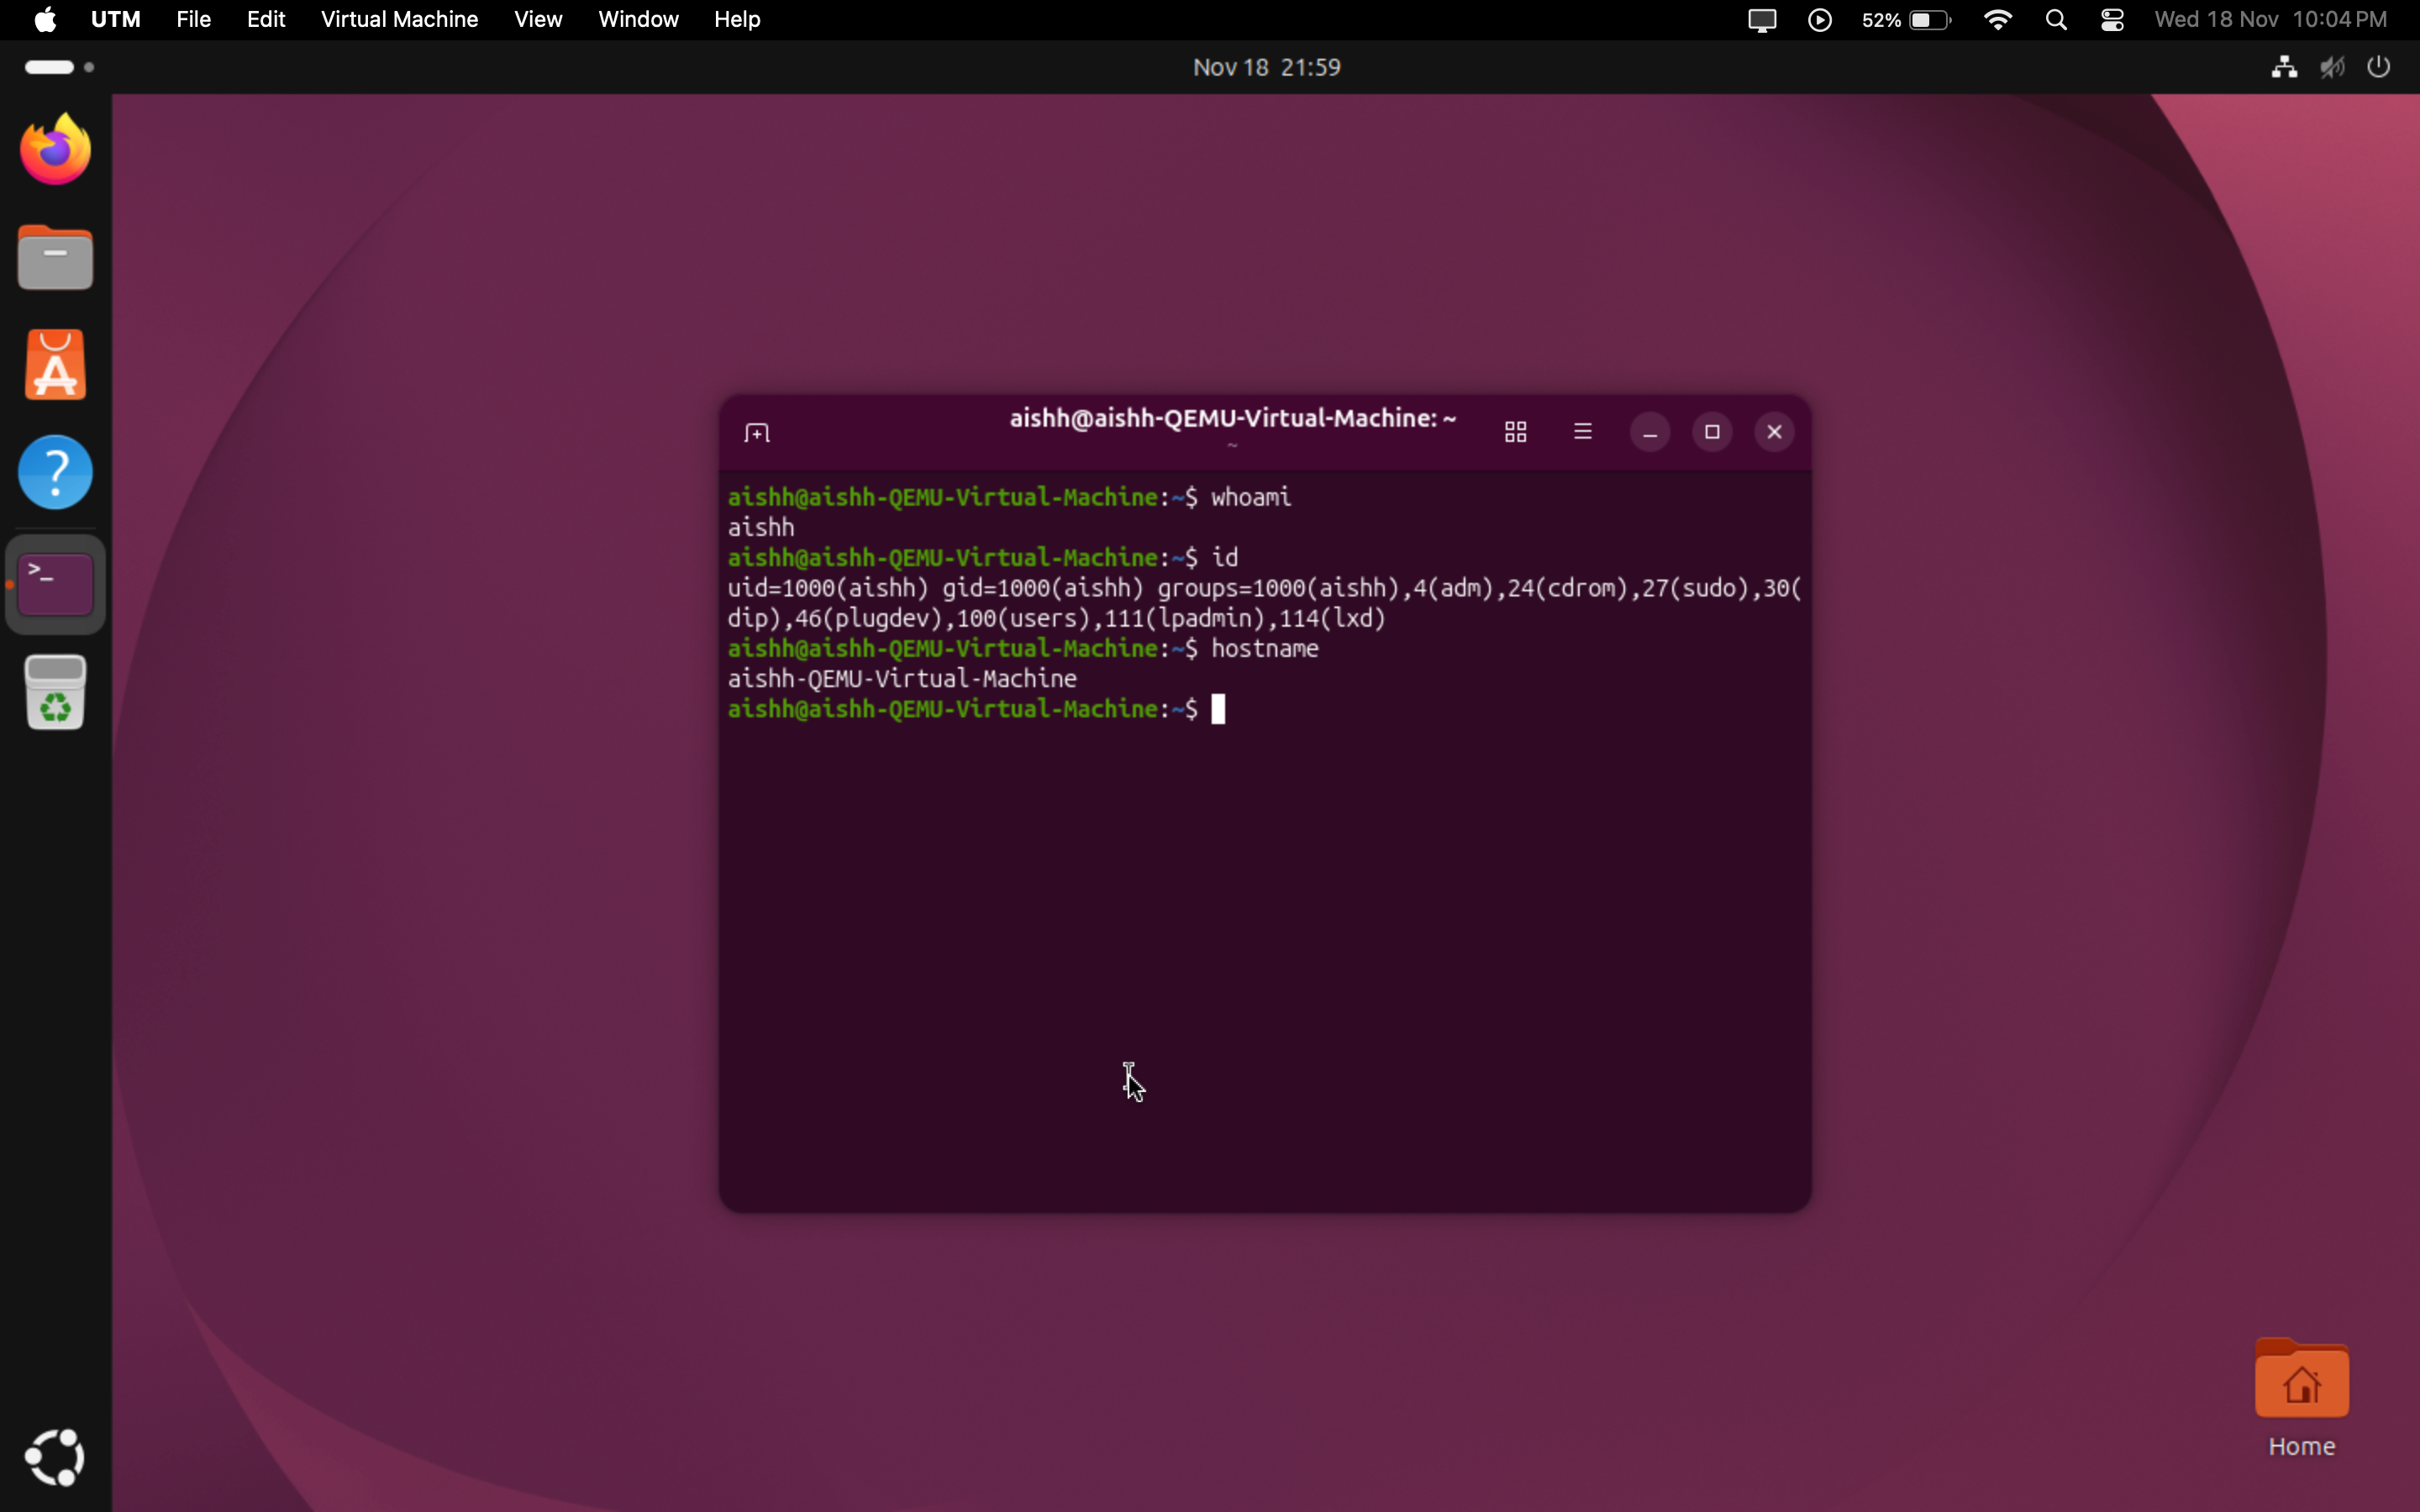 UTM File Edit Virtual Machine View Window Help 52% Wed 18 Nov 10:04 PM
Nov 18 21:59
aishh@aishh-QEMU-Virtual-Machine: ~
~
aishh@aishh-QEMU-Virtual-Machine:~$ whoami
aishh
aishh@aishh-QEMU-Virtual-Machine:~$ id
uid=1000(aishh) gid=1000(aishh) groups=1000(aishh),4(adm),24(cdrom),27(sudo),30(
dip),46(plugdev),100(users),111(lpadmin),114(lxd)
aishh@aishh-QEMU-Virtual-Machine:~$ hostname
aishh-QEMU-Virtual-Machine
aishh@aishh-QEMU-Virtual-Machine:~$
Home